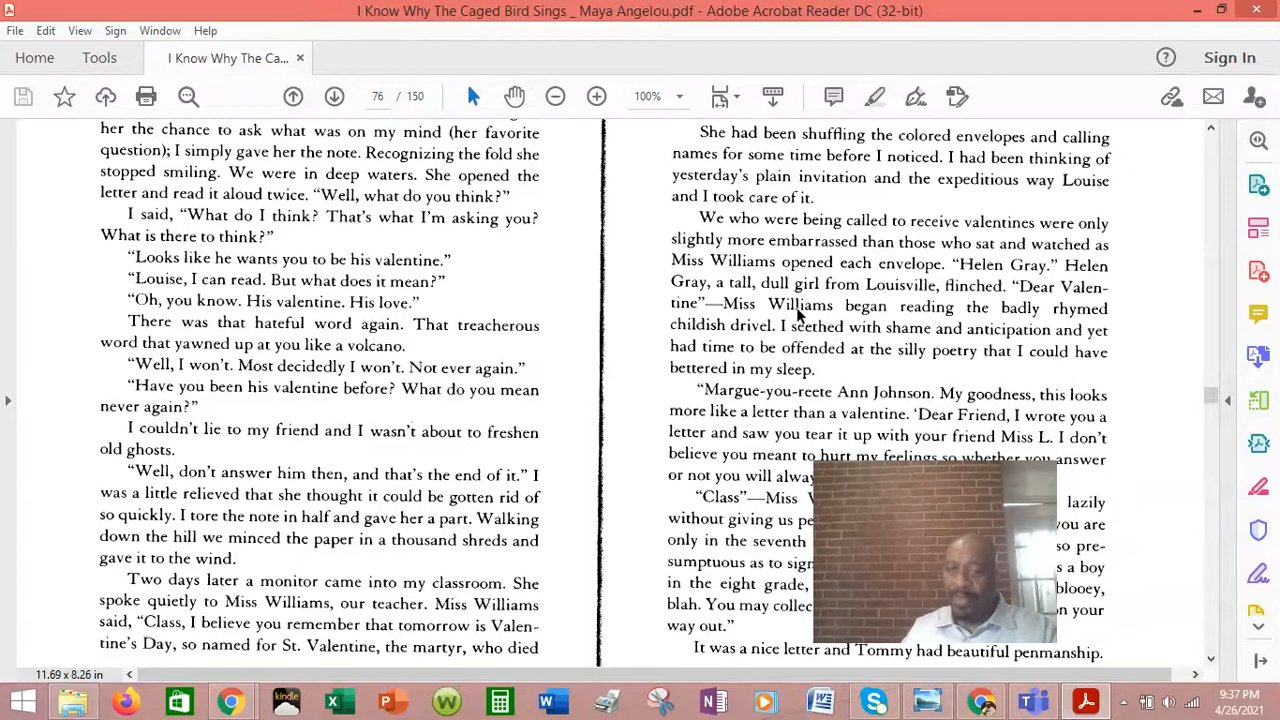 I Know Why The Caged Bird Sings _ Maya Angelou.pdf - Adobe Acrobat Reader DC (32-bit)
File Edit View Sign Window Help
Home Tools I Know Why The Ca... × Sign In
76 / 150 100%
her the chance to ask what was on my mind (her favorite
question); I simply gave her the note. Recognizing the fold she
stopped smiling. We were in deep waters. She opened the
letter and read it aloud twice. “Well, what do you think?”
I said, “What do I think? That’s what I’m asking you?
What is there to think?”
“Looks like he wants you to be his valentine.”
“Louise, I can read. But what does it mean?”
“Oh, you know. His valentine. His love.”
There was that hateful word again. That treacherous
word that yawned up at you like a volcano.
“Well, I won’t. Most decidedly I won’t. Not ever again.”
“Have you been his valentine before? What do you mean
never again?”
I couldn’t lie to my friend and I wasn’t about to freshen
old ghosts.
“Well, don’t answer him then, and that’s the end of it.” I
was a little relieved that she thought it could be gotten rid of
so quickly. I tore the note in half and gave her a part. Walking
down the hill we minced the paper in a thousand shreds and
gave it to the wind.
Two days later a monitor came into my classroom. She
spoke quietly to Miss Williams, our teacher. Miss Williams
said, “Class, I believe you remember that tomorrow is Valen-
tine’s Day, so named for St. Valentine, the martyr, who died
She had been shuffling the colored envelopes and calling
names for some time before I noticed. I had been thinking of
yesterday’s plain invitation and the expeditious way Louise
and I took care of it.
We who were being called to receive valentines were only
slightly more embarrassed than those who sat and watched as
Miss Williams opened each envelope. “Helen Gray.” Helen
Gray, a tall, dull girl from Louisville, flinched. “Dear Valen-
tine”—Miss Williams began reading the badly rhymed
childish drivel. I seethed with shame and anticipation and yet
had time to be offended at the silly poetry that I could have
bettered in my sleep.
“Margue-you-reete Ann Johnson. My goodness, this looks
more like a letter than a valentine. ‘Dear Friend, I wrote you a
letter and saw you tear it up with your friend Miss L. I don’t
believe you meant to hurt my feelings so whether you answer
or not you will alway
“Class”—Miss W lazily
without giving us pe you are
only in the seventh so pre-
sumptuous as to sign s a boy
in the eight grade, blooey,
blah. You may collec on your
way out.”
It was a nice letter and Tommy had beautiful penmanship.
11.69 x 8.26 in
kindle
9:37 PM
4/26/2021